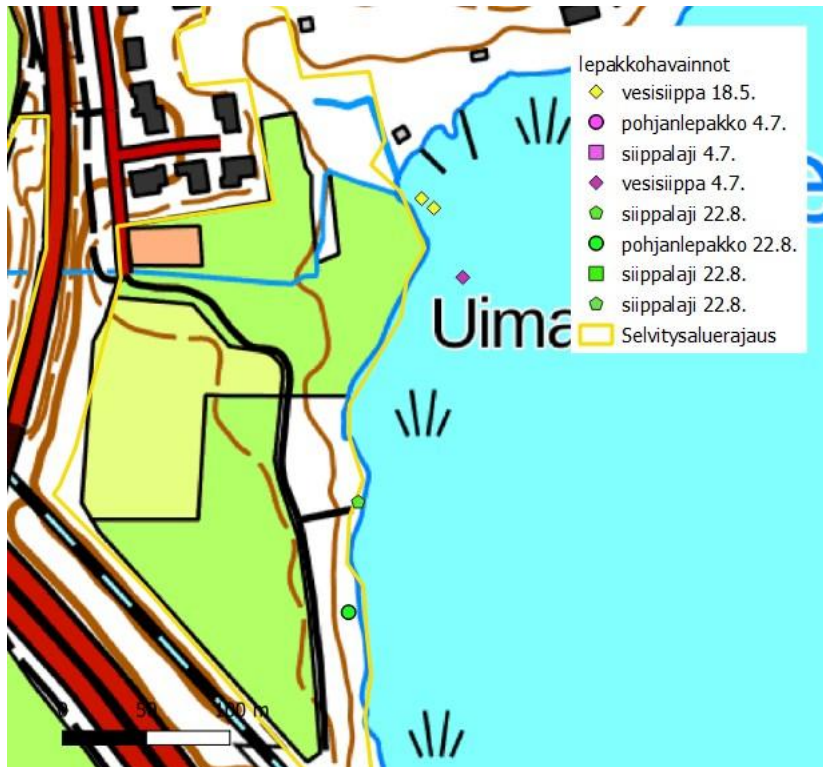 lepakkohavainnot
vesisiippa 18.5.
pohjanlepakko 4.7.
siippalaji 4.7.
vesisiippa 4.7.
siippalaji 22.8.
pohjanlepakko 22.8.
siippalaji 22.8.
siippalaji 22.8.
Selvitysaluerajaus
Uima
0 50 100 m